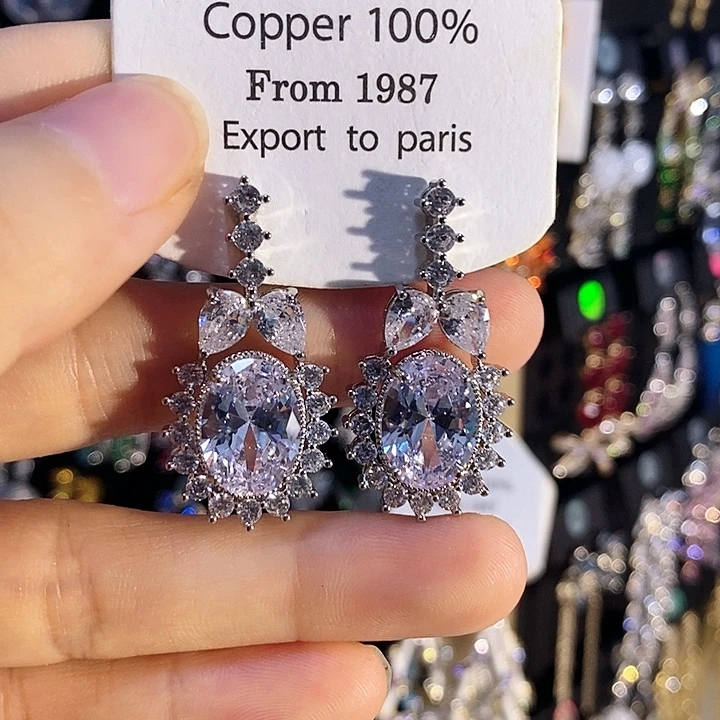 Copper 100%
From 1987
Export to paris